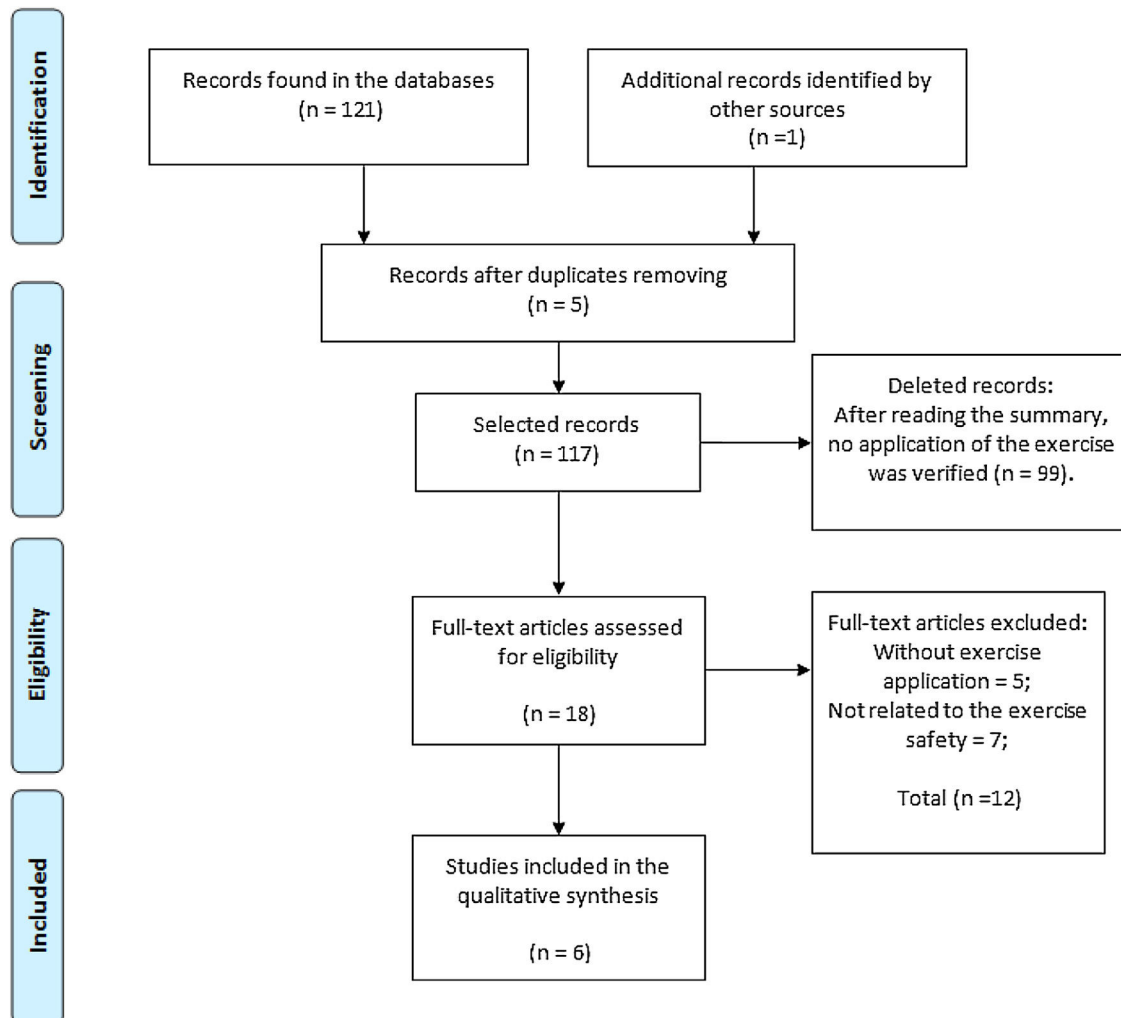 Identification
Records found in the databases
(n = 121)
Additional records identified by
other sources
(n =1)
Records after duplicates removing
(n = 5)
Screening
Selected records
(n = 117)
Deleted records:
After reading the summary,
no application of the exercise
was verified (n = 99).
Eligibility
Full-text articles assessed
for eligibility
(n = 18)
Full-text articles excluded:
Without exercise
application = 5;
Not related to the exercise
safety = 7;
Total (n =12)
Included
Studies included in the
qualitative synthesis
(n = 6)